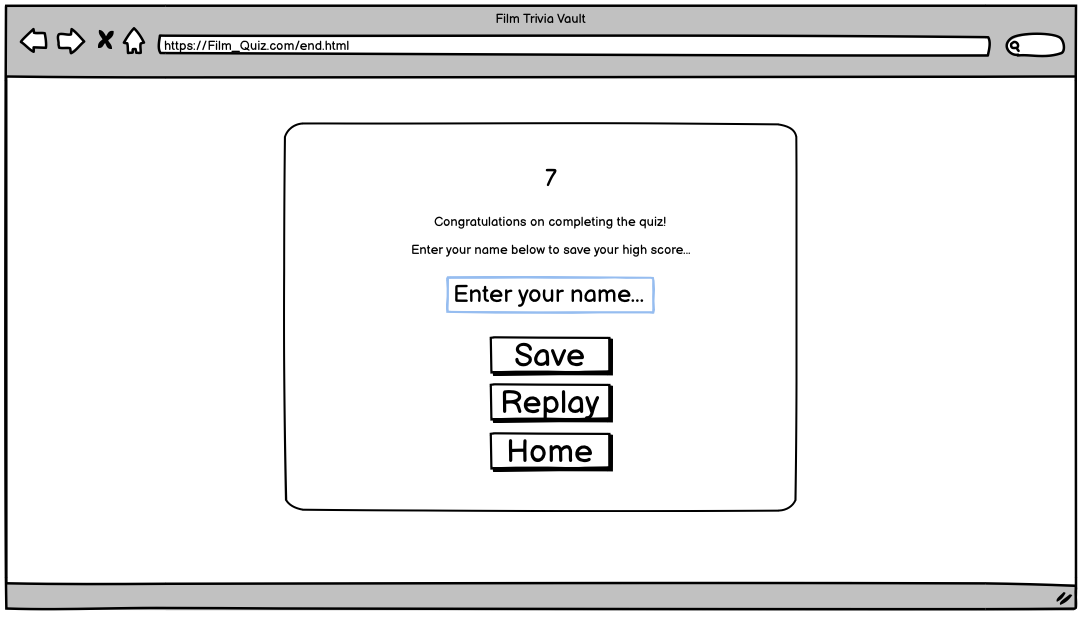 Film Trivia Vault
https://Film_Quiz.com/end.html
7
Congratulations on completing the quiz!
Enter your name below to save your high score...
Enter your name...
Save
Replay
Home